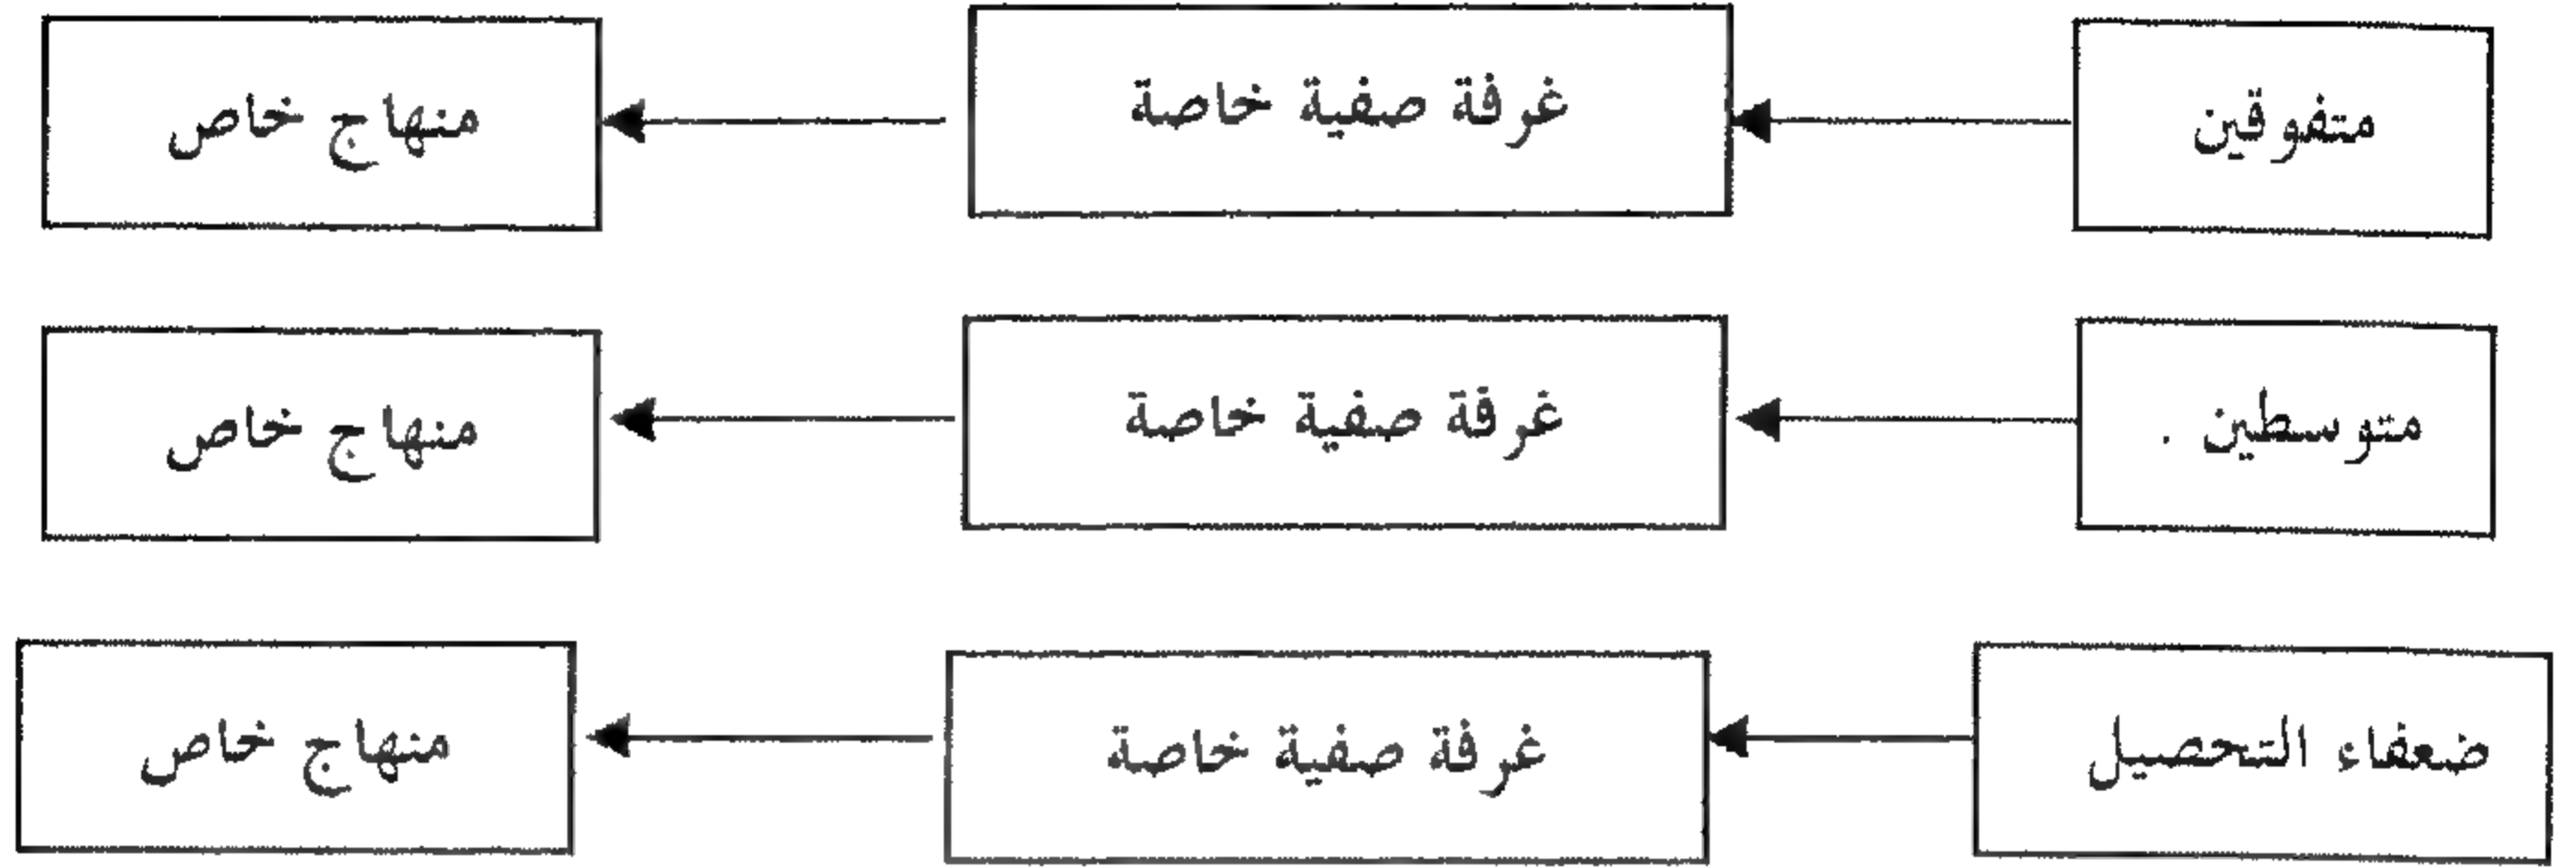 متفوقين غرفة صفية خاصة منهاج خاص
متوسطين . غرفة صفية خاصة منهاج خاص
ضعفاء التحصيل غرفة صفية خاصة منهاج خاص